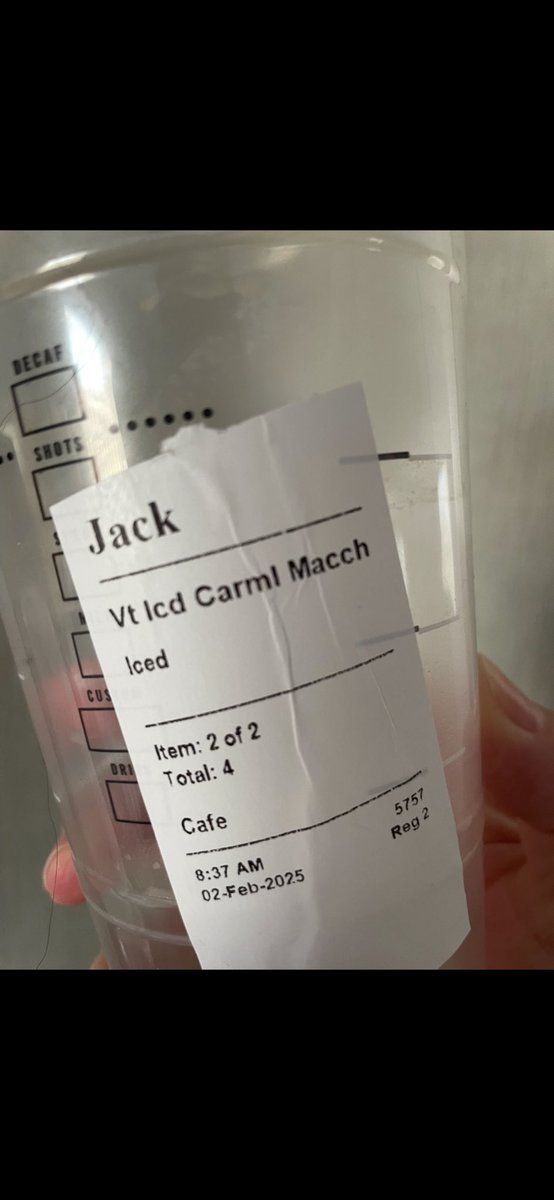 DECAF
SHOTS
Jack
Vt Icd Carml Macch
Iced
Item: 2 of 2
Total: 4
Cafe
5757
Reg 2
8:37 AM
02-Feb-2025